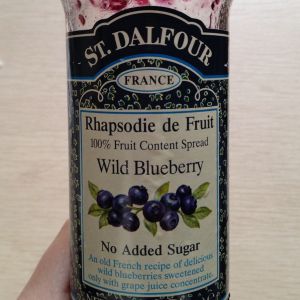 ST. DALFOUR
FRANCE
Rhapsodie de Fruit
100% Fruit Content Spread
Wild Blueberry
No Added Sugar
An old French recipe of delicious
wild blueberries sweetened
only with grape juice concentrate.